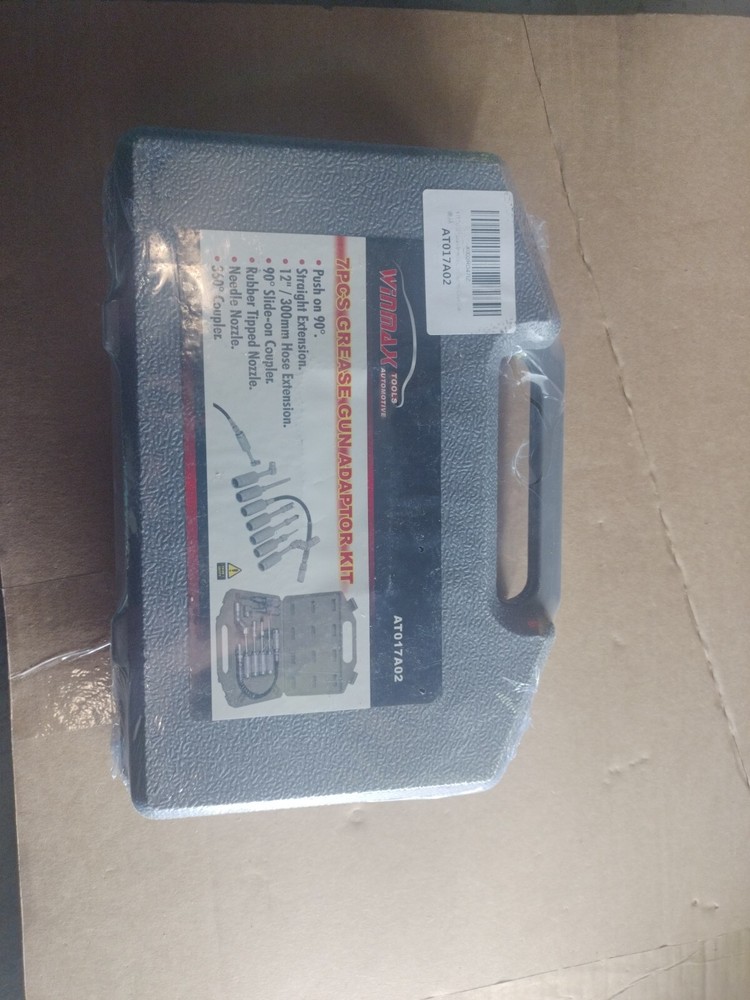 WINMAX
TOOLS
AUTOMOTIVE
AT017A02
7PCS GREASE GUN ADAPTOR KIT
• Push on 90°.
• Straight Extension.
• 12" / 300mm Hose Extension.
• 90° Slide-on Coupler.
• Rubber Tipped Nozzle.
• Needle Nozzle.
• 360° Coupler.
AT017A02